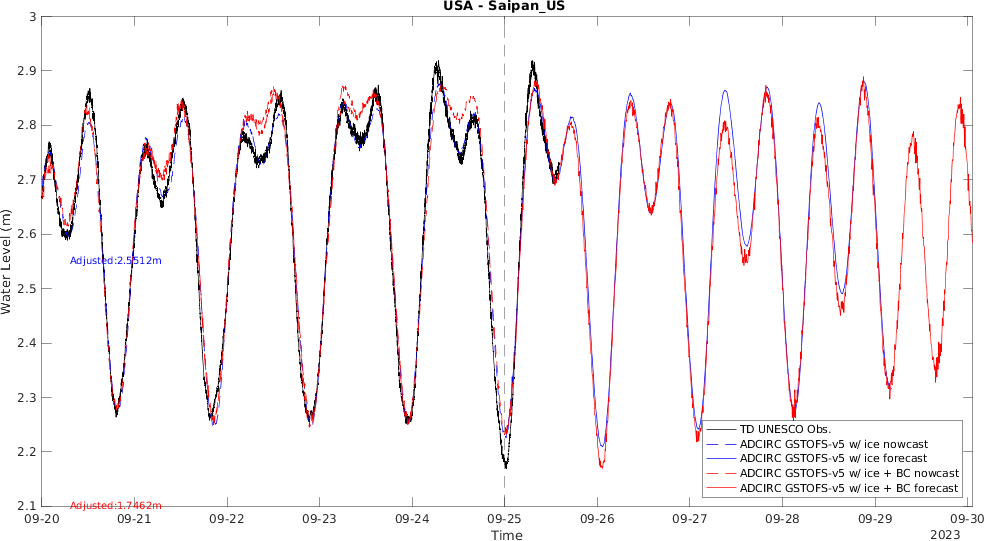 USA - Saipan_US
3
2.9
2.8
2.7
2.6
2.5
2.4
2.3
2.2
2.1
Water Level (m)
Adjusted:2.5512m
Adjusted:1.7462m
TD UNESCO Obs.
ADCIRC GSTOFS-v5 w/ ice nowcast
ADCIRC GSTOFS-v5 w/ ice forecast
ADCIRC GSTOFS-v5 w/ ice + BC nowcast
ADCIRC GSTOFS-v5 w/ ice + BC forecast
09-20 09-21 09-22 09-23 09-24 09-25 09-26 09-27 09-28 09-29 09-30
Time
2023